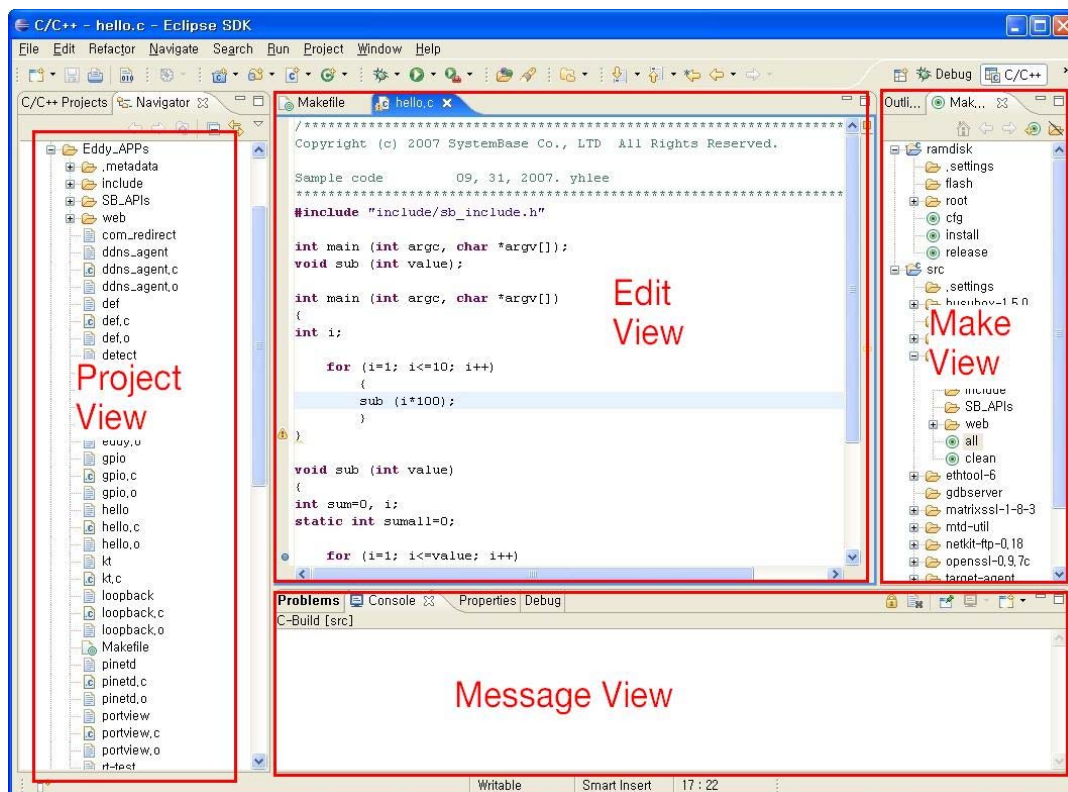 C/C++ - hello.c - Eclipse SDK
File Edit Refactor Navigate Search Run Project Window Help
Debug C/C++
C/C++ Projects Navigator
Eddy_APPs
.metadata
include
SB_APIs
web
com_redirect
ddns_agent
ddns_agent.c
ddns_agent.o
def
def.c
def.o
detect
Project
View
eddy.o
gpio
gpio.c
gpio.o
hello
hello.c
hello.o
kt
kt.c
loopback
loopback.c
loopback.o
Makefile
pinetd
pinetd.c
pinetd.o
portview
portview.c
portview.o
rt-test
Makefile hello.c
/*******************************************************************
Copyright (c) 2007 SystemBase Co., LTD All Rights Reserved.
Sample code 09, 31, 2007. yhlee
********************************************************************
#include "include/sb_include.h"
int main (int argc, char *argv[]);
void sub (int value);
int main (int argc, char *argv[])
{
int i;
for (i=1; i<=10; i++)
{
sub (i*100);
}
}
void sub (int value)
{
int sum=0, i;
static int sumall=0;
for (i=1; i<=value; i++)
Edit
View
Outli... Mak...
ramdisk
.settings
flash
root
cfg
install
release
src
.settings
busybox-1.5.0
Make
View
include
SB_APIs
web
all
clean
ethtool-6
gdbserver
matrixssl-1-8-3
mtd-util
netkit-ftp-0.18
openssl-0.9.7c
target-agent
Problems Console Properties Debug
C-Build [src]
Message View
Writable Smart Insert 17 : 22